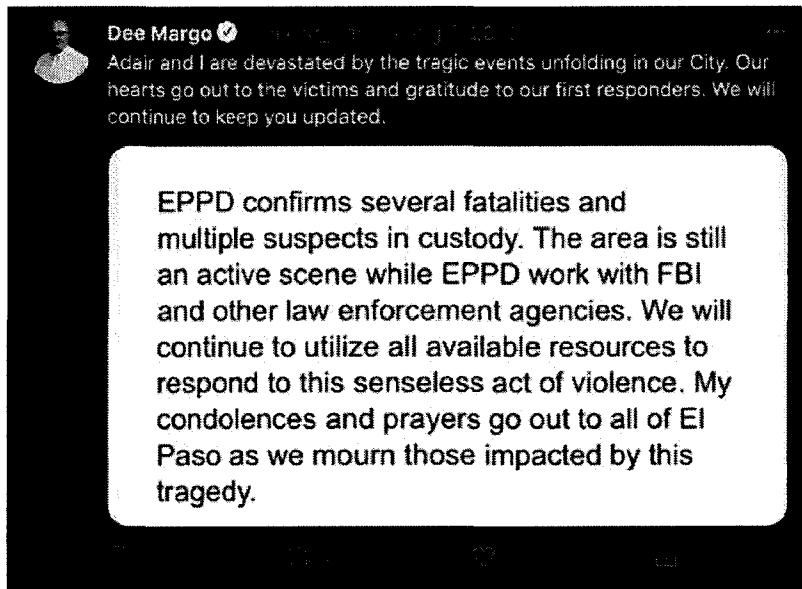 Dee Margo
Adair and I are devastated by the tragic events unfolding in our City. Our
hearts go out to the victims and gratitude to our first responders. We will
continue to keep you updated.
EPPD confirms several fatalities and
multiple suspects in custody. The area is still
an active scene while EPPD work with FBI
and other law enforcement agencies. We will
continue to utilize all available resources to
respond to this senseless act of violence. My
condolences and prayers go out to all of El
Paso as we mourn those impacted by this
tragedy.